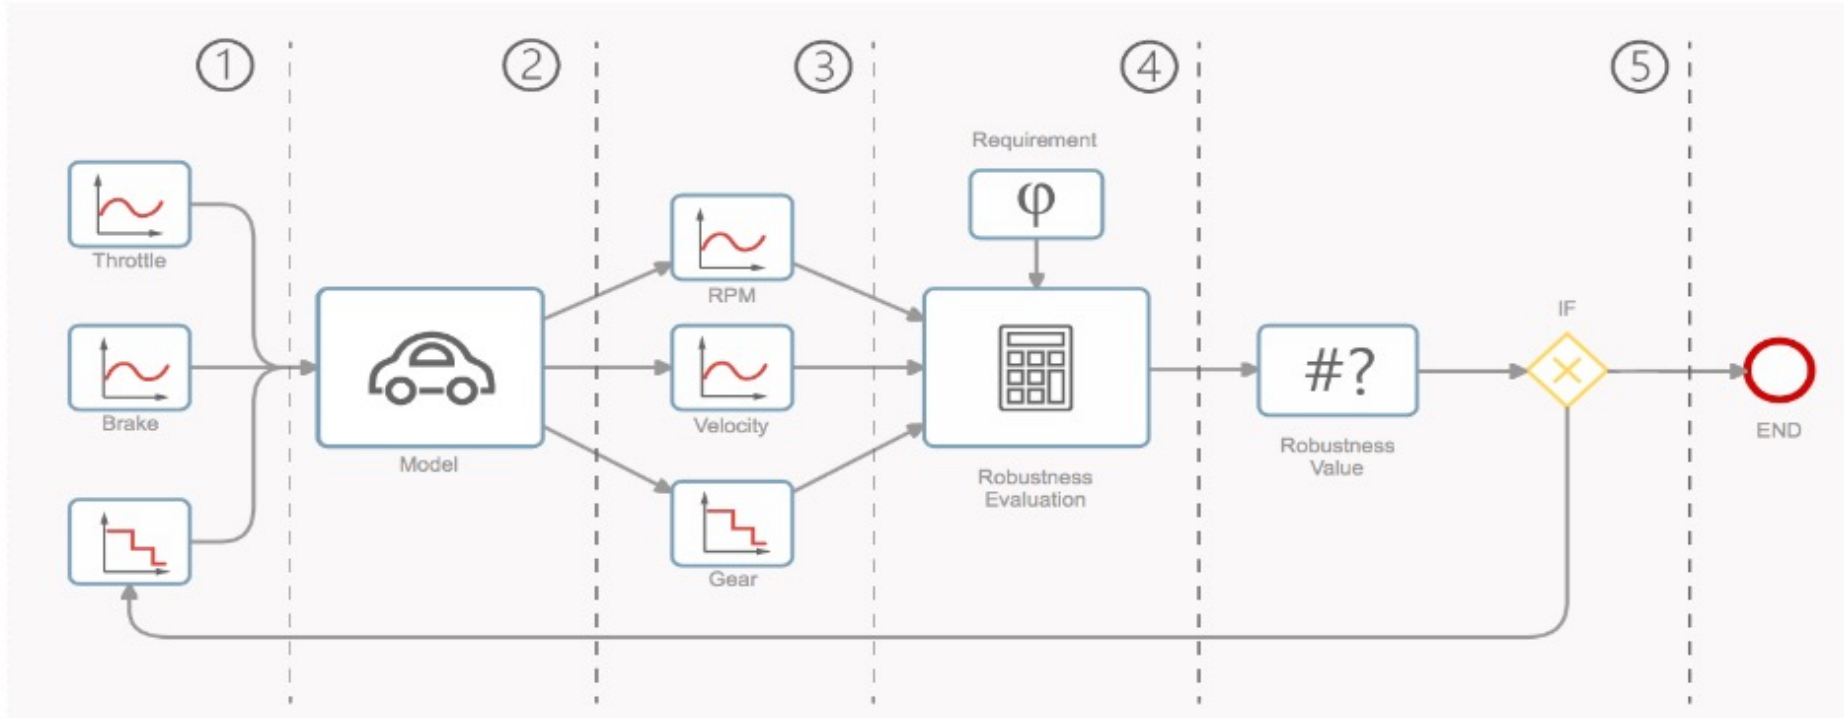 1
2
3
4
5
Requirement
φ
Throttle
RPM
IF
Brake
Model
Velocity
#?
Robustness
Value
END
Robustness
Evaluation
Gear